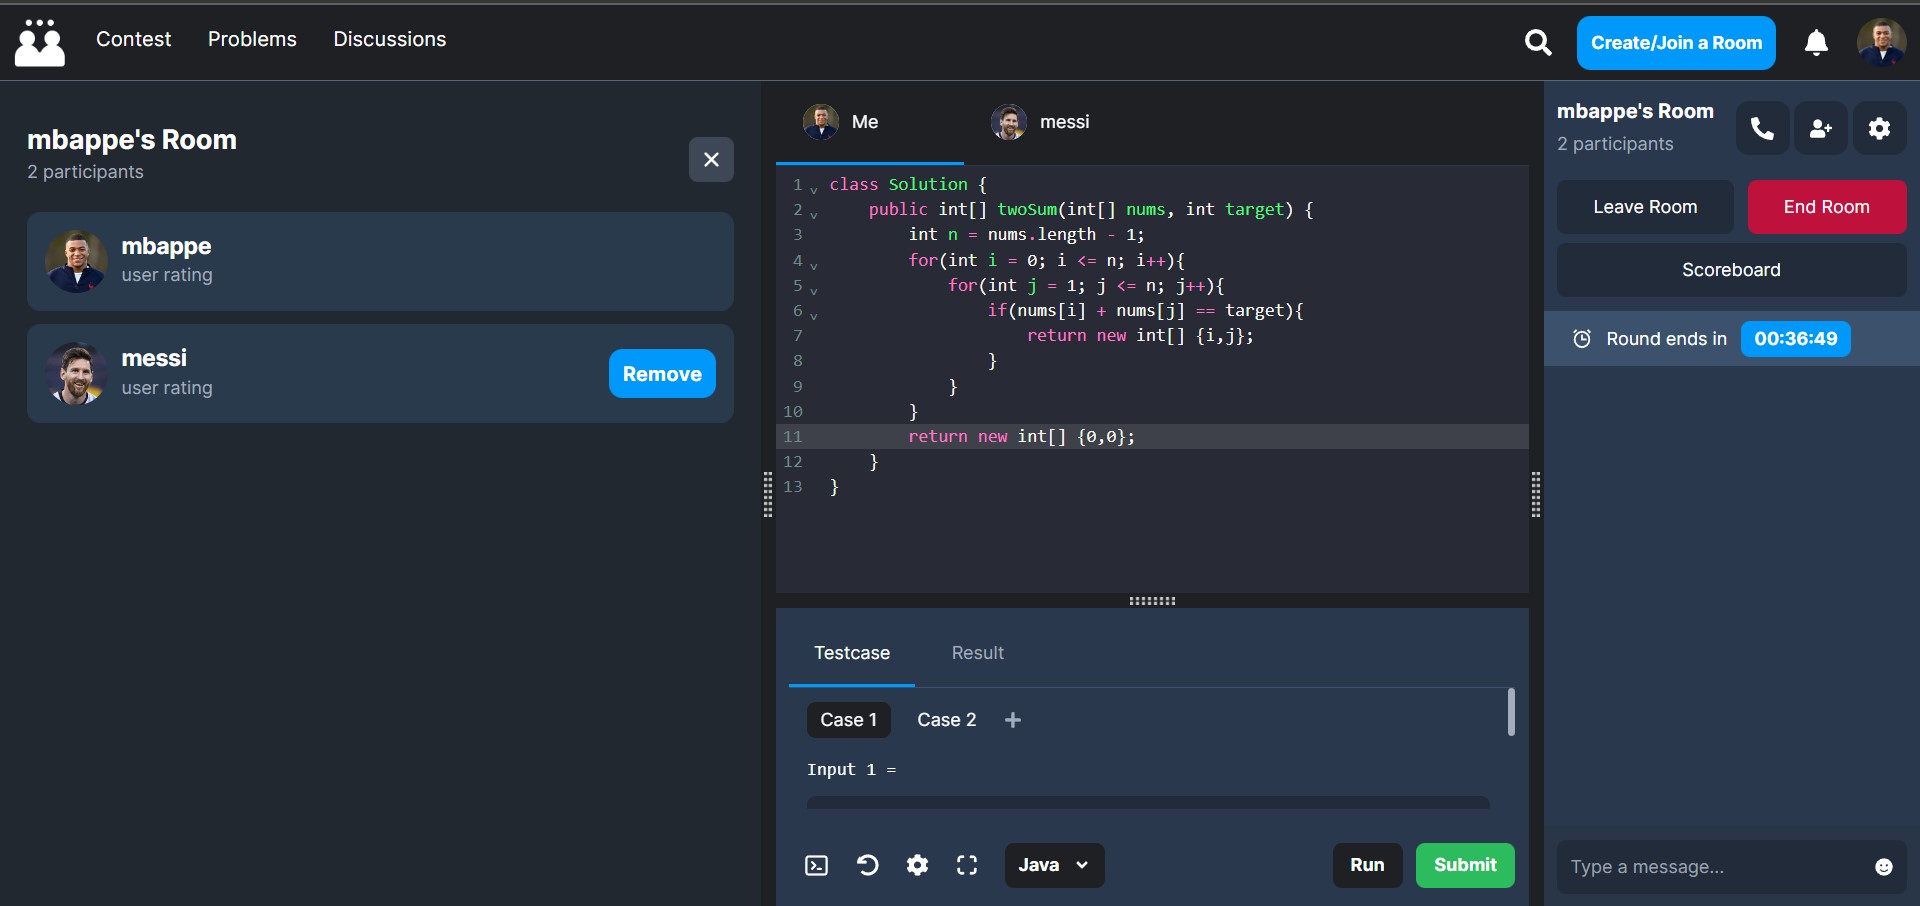 Contest Problems Discussions
Create/Join a Room
mbappe's Room
2 participants
mbappe
user rating
messi
user rating
Remove
Me messi
1 class Solution {
2     public int[] twoSum(int[] nums, int target) {
3         int n = nums.length - 1;
4         for(int i = 0; i <= n; i++){
5             for(int j = 1; j <= n; j++){
6                 if(nums[i] + nums[j] == target){
7                     return new int[] {i,j};
8                 }
9             }
10         }
11         return new int[] {0,0};
12     }
13 }
Testcase Result
Case 1 Case 2 +
Input 1 =
Java Run Submit
mbappe's Room
2 participants
Leave Room End Room
Scoreboard
Round ends in 00:36:49
Type a message...